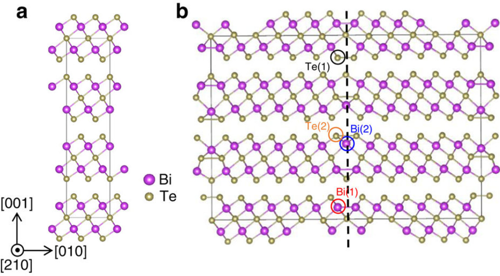 a
b
Te(1)
Te(2)
Bi(2)
Bi
Te
Bi(1)
[001]
[010]
[210]